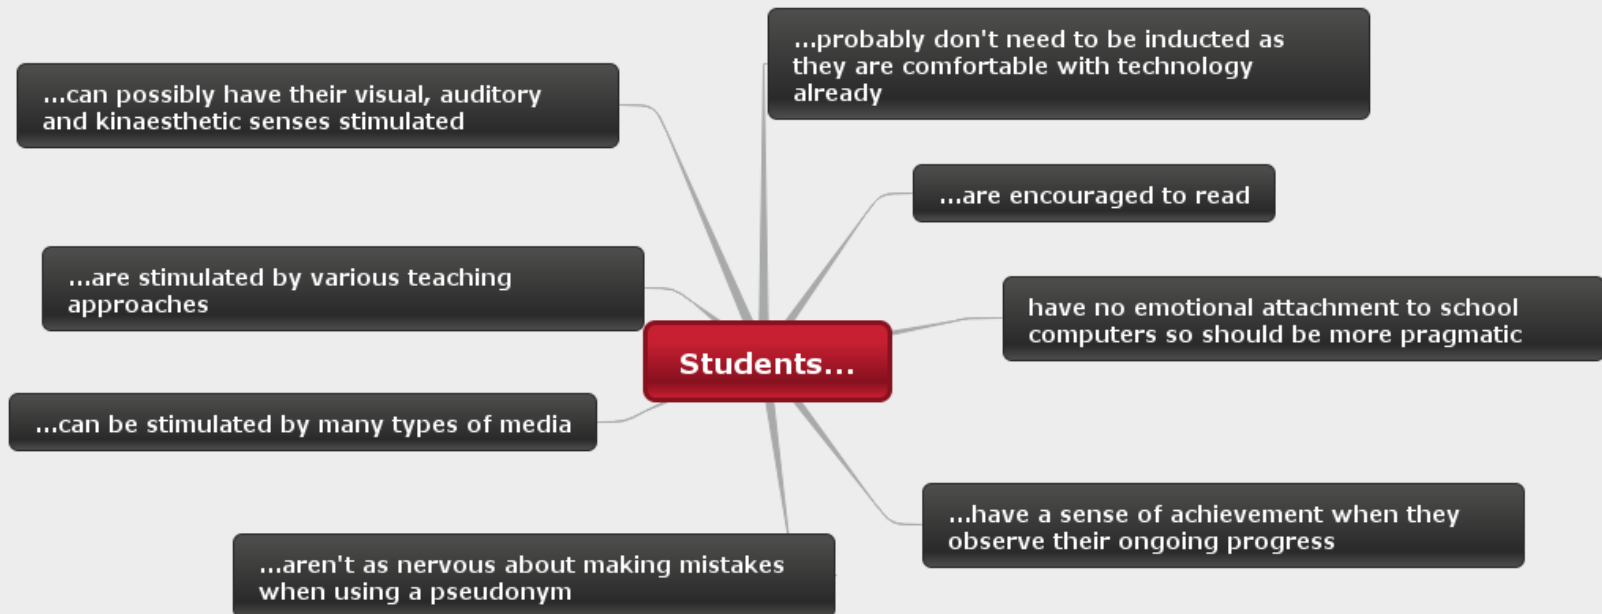 ...probably don't need to be inducted as
they are comfortable with technology
already
...can possibly have their visual, auditory
and kinaesthetic senses stimulated
...are encouraged to read
...are stimulated by various teaching
approaches
have no emotional attachment to school
computers so should be more pragmatic
Students...
...can be stimulated by many types of media
...have a sense of achievement when they
observe their ongoing progress
...aren't as nervous about making mistakes
when using a pseudonym